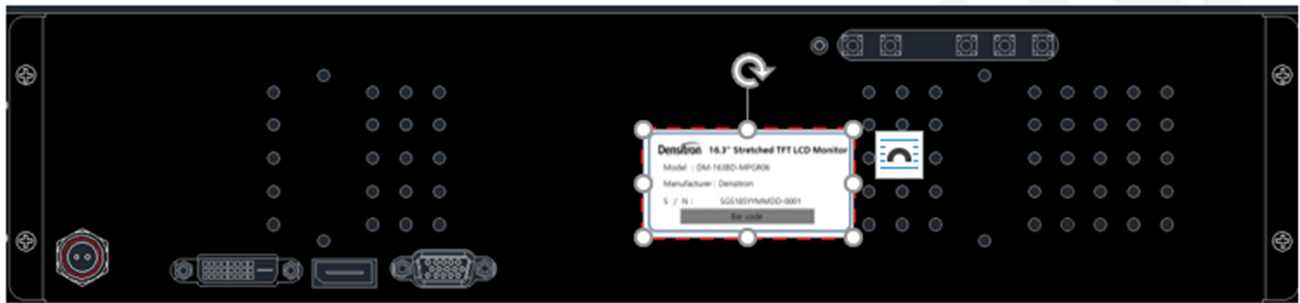 Densitron 16.3" Stretched TFT LCD Monitor
Model : DM-163BD-MPGR06
Manufacturer : Densitron
S / N : SGS185YYMMDD-0001
Bar code